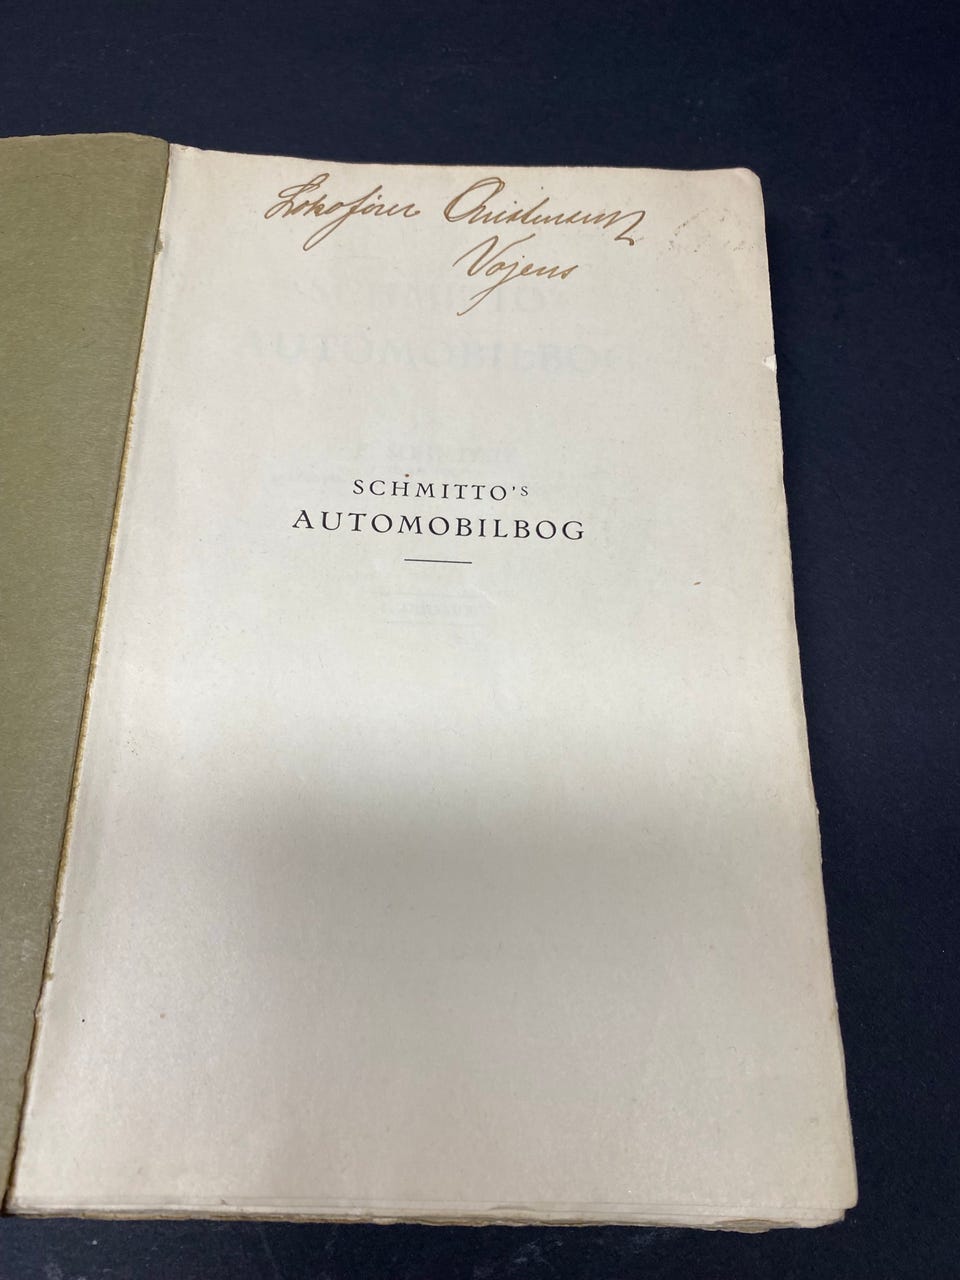 Lokofører Christensen
Vojens
SCHMITTO'S
AUTOMOBILBOG